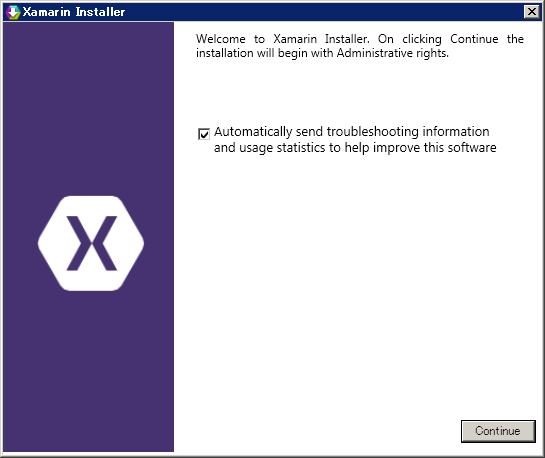 Xamarin Installer
Welcome to Xamarin Installer. On clicking Continue the
installation will begin with Administrative rights.
Automatically send troubleshooting information
and usage statistics to help improve this software
Continue